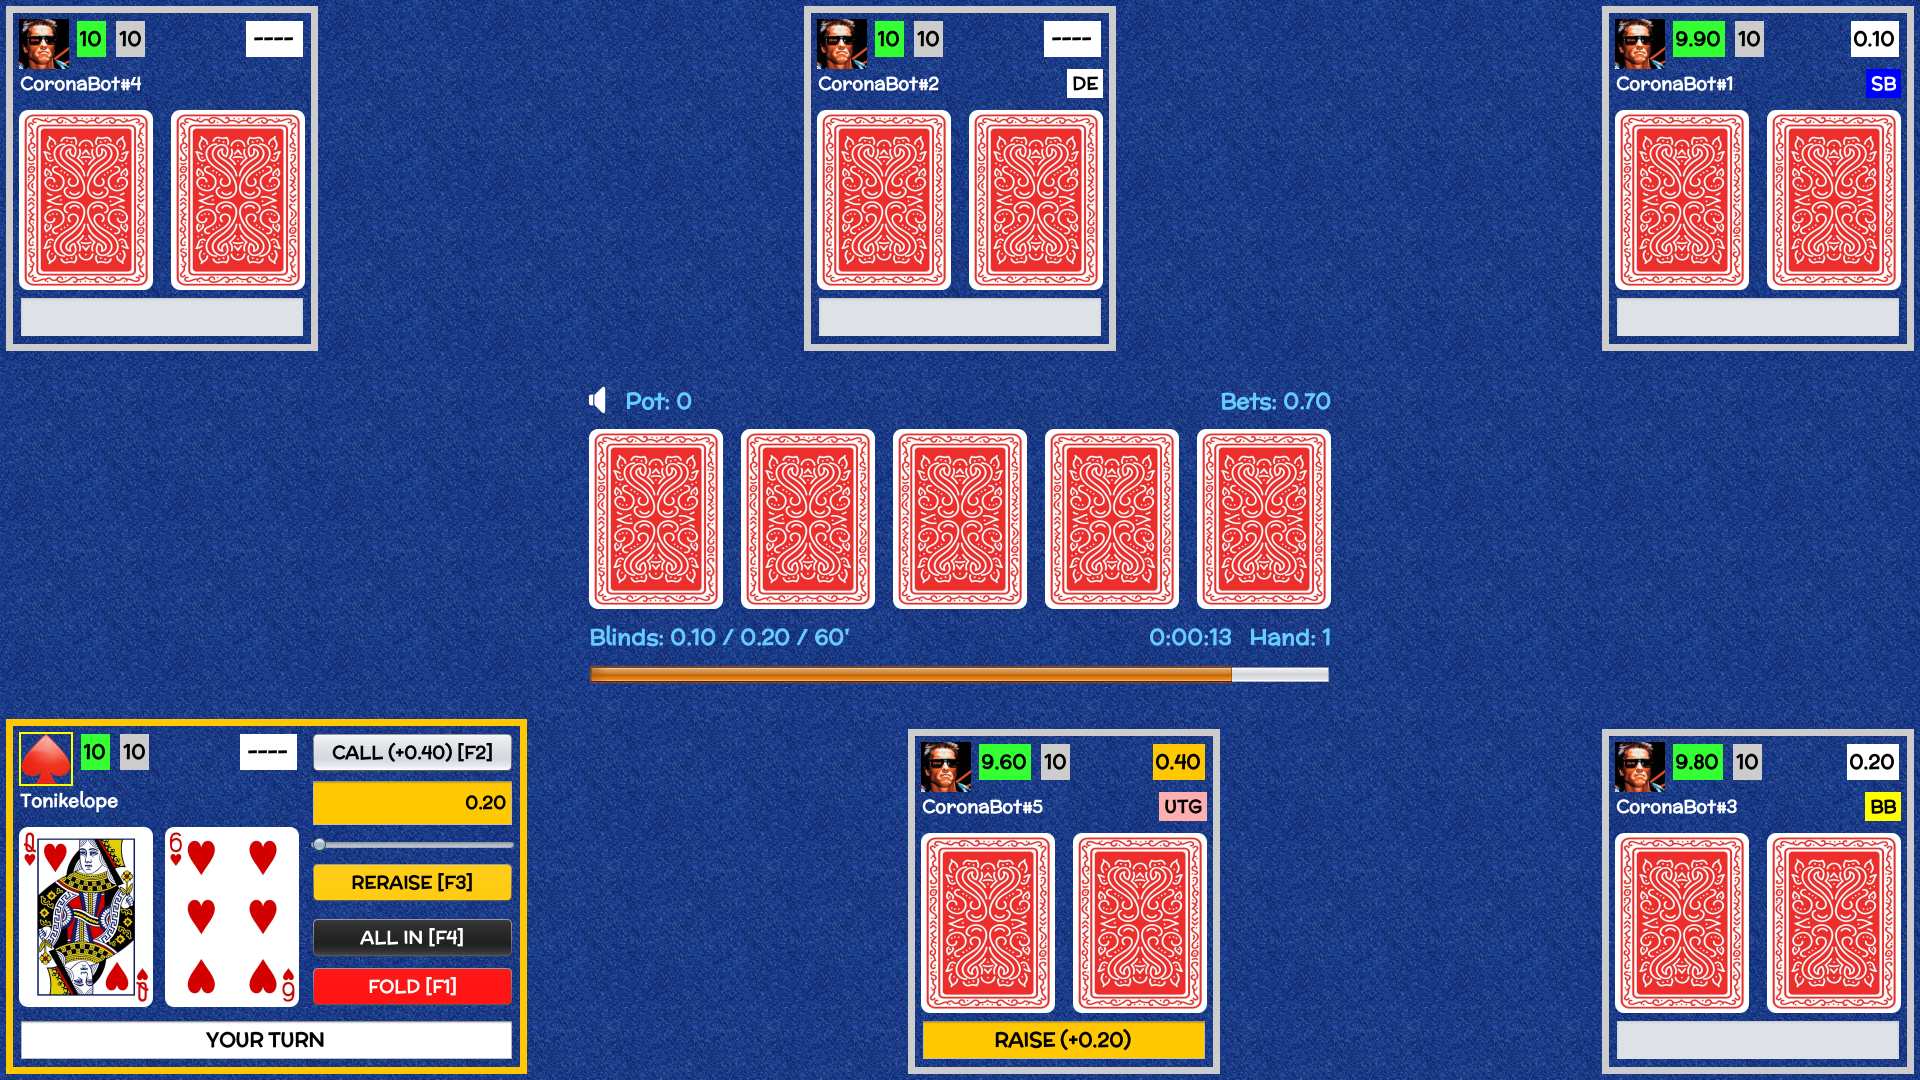 10 10 ----
CoronaBot#4
10 10 ----
CoronaBot#2 DE
9.90 10 0.10
CoronaBot#1 SB
Pot: 0 Bets: 0.70
Blinds: 0.10 / 0.20 / 60' 0:00:13 Hand: 1
10 10 ----
Tonikelope
Q
Q
6
6
CALL (+0.40) [F2]
0.20
RERAISE [F3]
ALL IN [F4]
FOLD [F1]
YOUR TURN
9.60 10 0.40
CoronaBot#5 UTG
RAISE (+0.20)
9.80 10 0.20
CoronaBot#3 BB